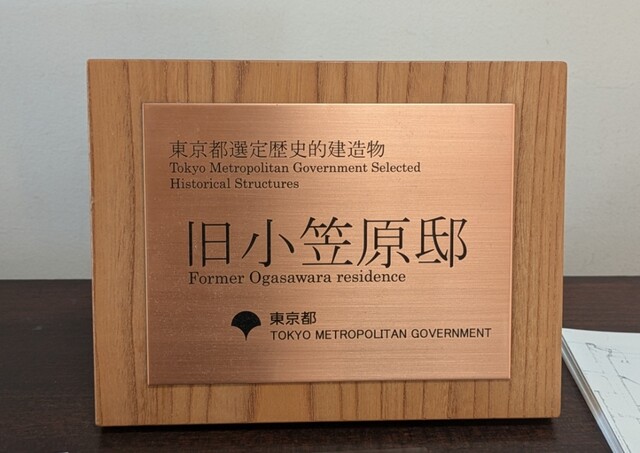 東京都選定歴史的建造物
Tokyo Metropolitan Government Selected
Historical Structures
旧小笠原邸
Former Ogasawara residence
東京都
TOKYO METROPOLITAN GOVERNMENT